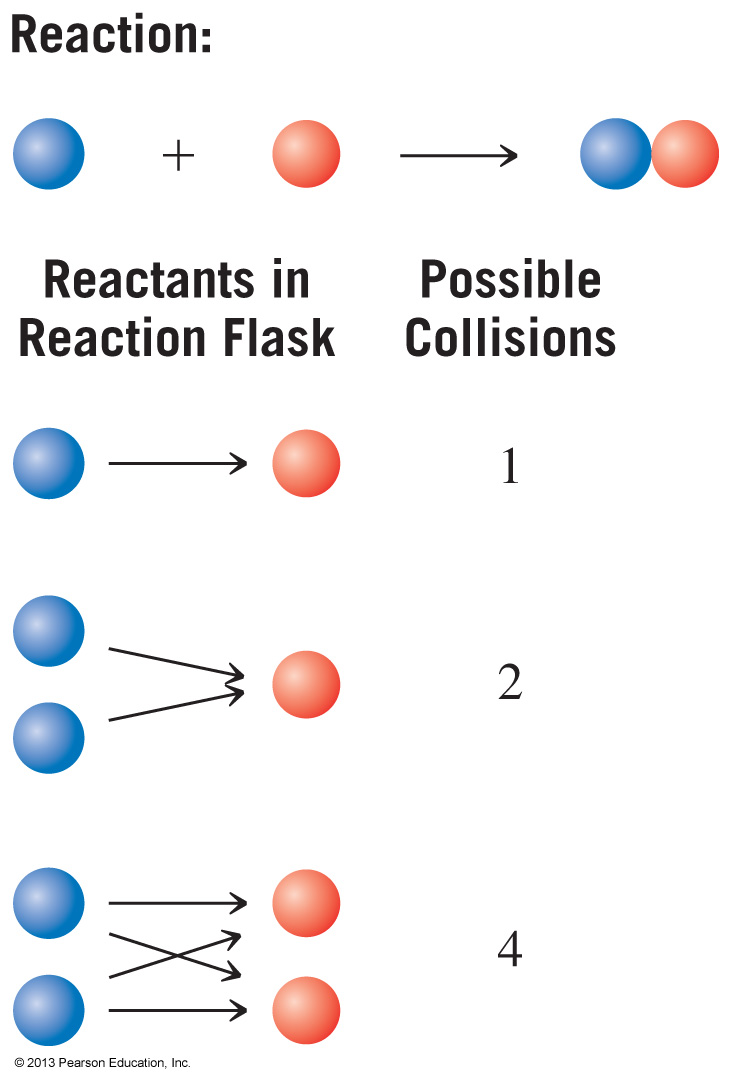 Reaction:
+
Reactants in
Reaction Flask
Possible
Collisions
1
2
4
© 2013 Pearson Education, Inc.